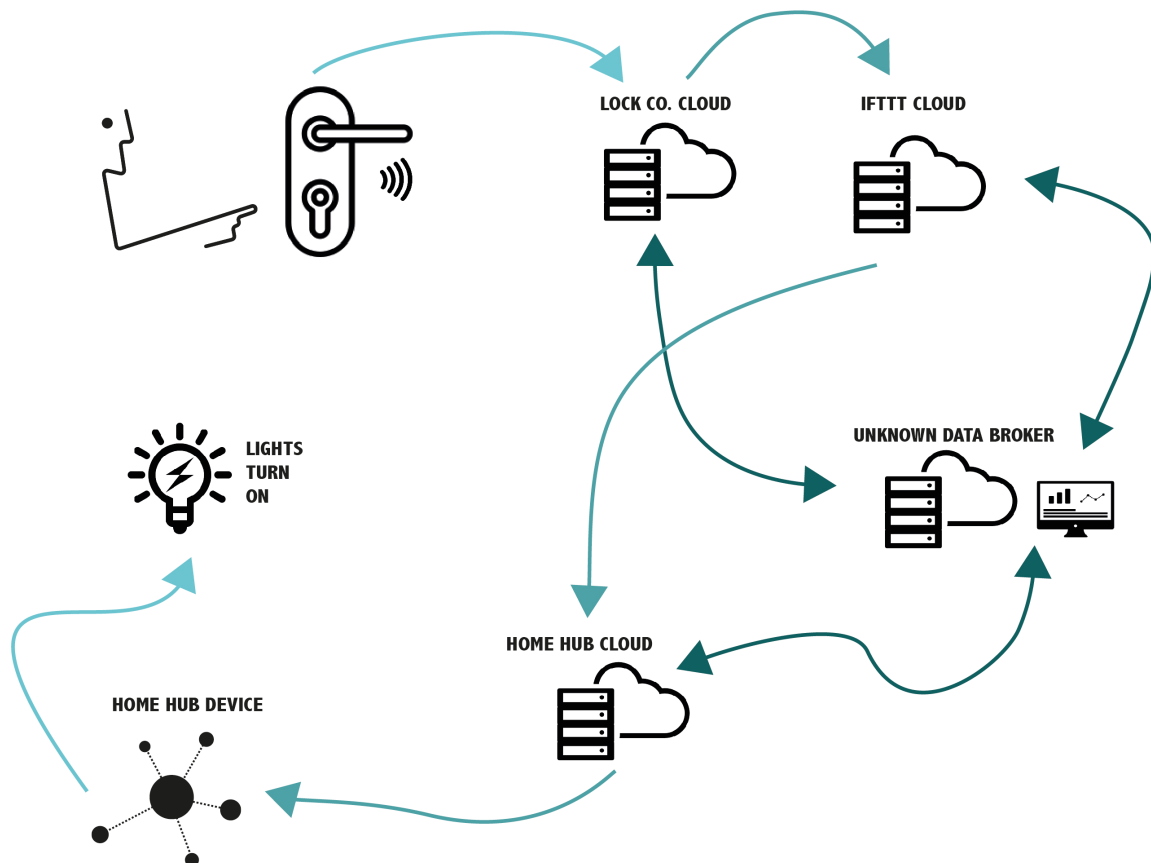 LOCK CO. CLOUD
IFTTT CLOUD
LIGHTS
TURN
ON
UNKNOWN DATA BROKER
HOME HUB CLOUD
HOME HUB DEVICE